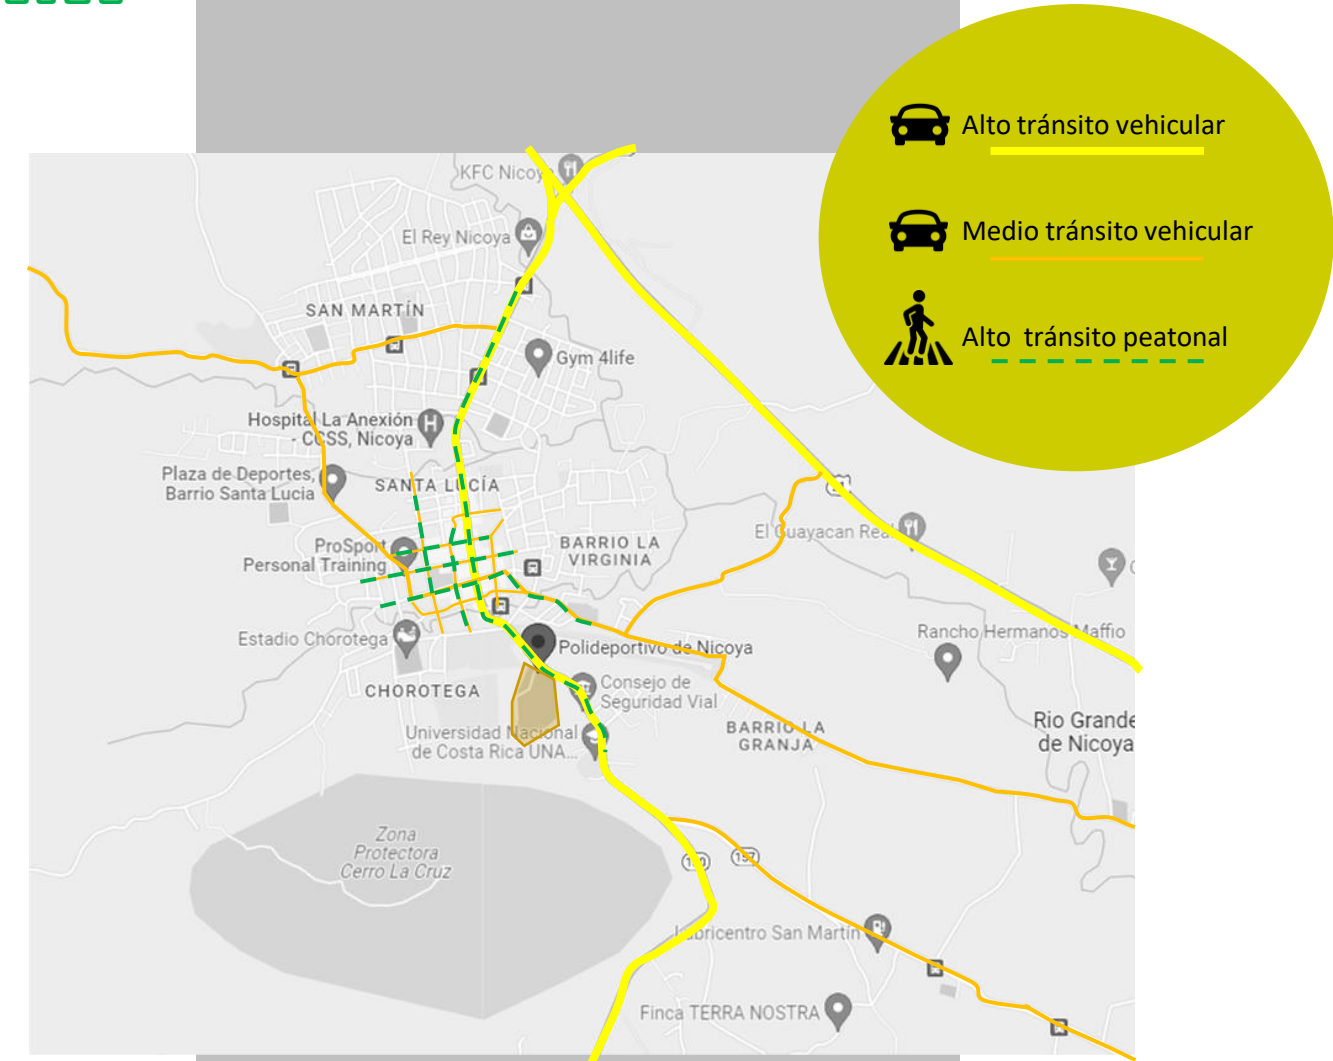 Alto tránsito vehicular
Medio tránsito vehicular
Alto tránsito peatonal
KFC Nicoya
El Rey Nicoya
SAN MARTÍN
Gym 4life
Hospital La Anexión
- CCSS, Nicoya
H
Plaza de Deportes,
Barrio Santa Lucia
SANTA LUCÍA
El Guayacan Real
BARRIO LA
VIRGINIA
ProSport
Personal Training
Estadio Chorotega
Rancho Hermanos Maffio
Polideportivo de Nicoya
CHOROTEGA
Consejo de
Seguridad Vial
Universidad Nacional
de Costa Rica UNA...
BARRIO LA
GRANJA
Rio Grande
de Nicoya
Zona
Protectora
Cerro La Cruz
157
Lubricentro San Martín
Finca TERRA NOSTRA